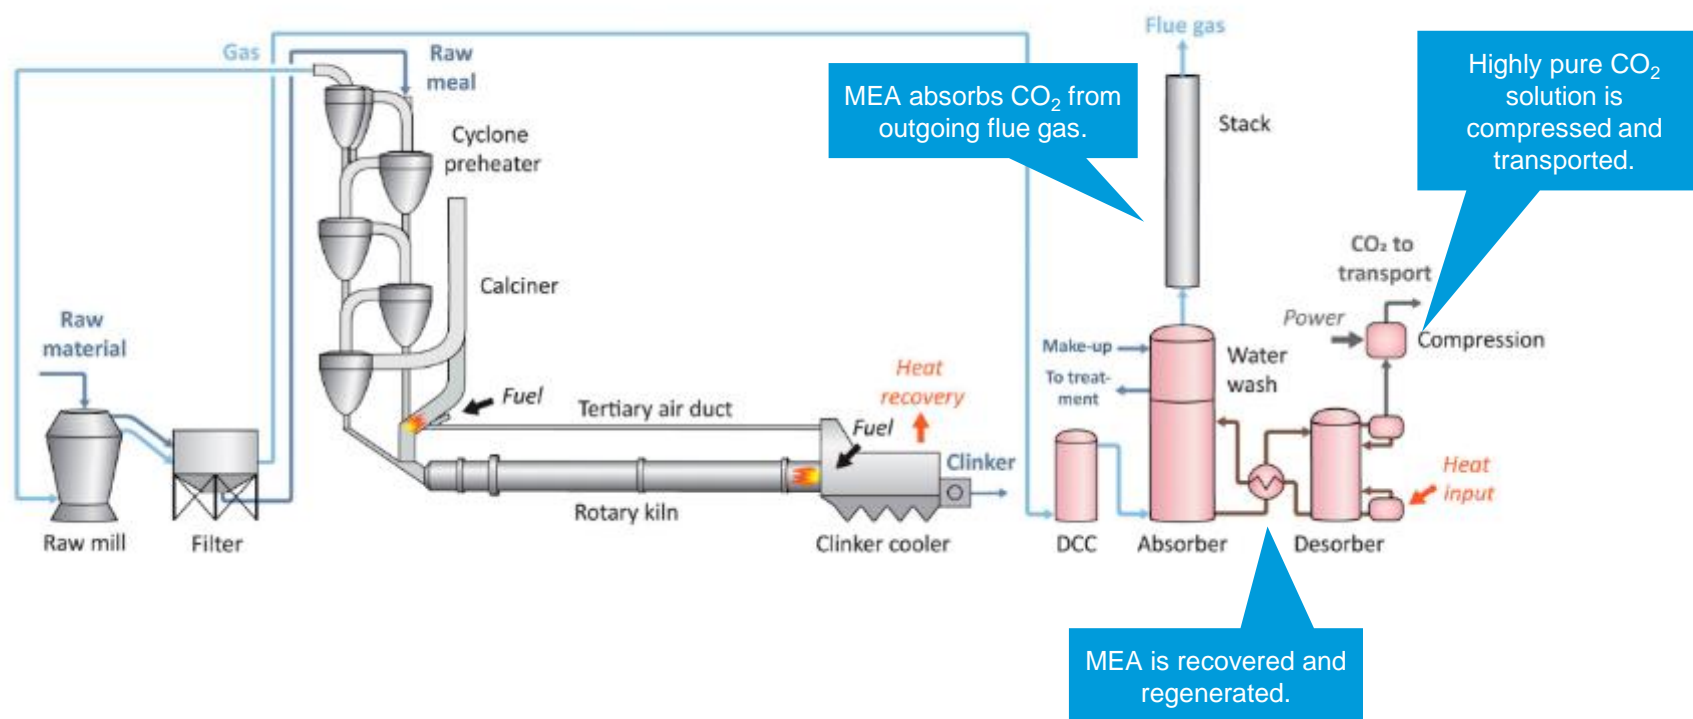 Flue gas
Gas
Raw
meal
MEA absorbs CO₂ from
outgoing flue gas.
Highly pure CO₂
solution is
compressed and
transported.
Stack
Cyclone
preheater
CO₂ to
transport
Calciner
Raw
material
Power
Compression
Make-up
Water
wash
To treat-
ment
Heat
recovery
Fuel
Tertiary air duct
Fuel
Clinker
Heat
input
Rotary kiln
Raw mill
Filter
Clinker cooler
DCC
Absorber
Desorber
MEA is recovered and
regenerated.